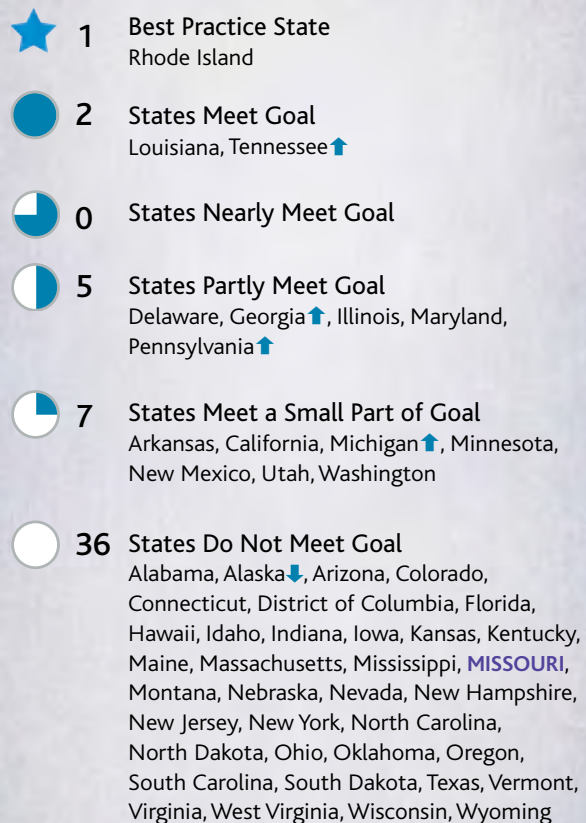 1 Best Practice State
Rhode Island
2 States Meet Goal
Louisiana, Tennessee⬆
0 States Nearly Meet Goal
5 States Partly Meet Goal
Delaware, Georgia⬆, Illinois, Maryland,
Pennsylvania⬆
7 States Meet a Small Part of Goal
Arkansas, California, Michigan⬆, Minnesota,
New Mexico, Utah, Washington
36 States Do Not Meet Goal
Alabama, Alaska⬇, Arizona, Colorado,
Connecticut, District of Columbia, Florida,
Hawaii, Idaho, Indiana, Iowa, Kansas, Kentucky,
Maine, Massachusetts, Mississippi, MISSOURI,
Montana, Nebraska, Nevada, New Hampshire,
New Jersey, New York, North Carolina,
North Dakota, Ohio, Oklahoma, Oregon,
South Carolina, South Dakota, Texas, Vermont,
Virginia, West Virginia, Wisconsin, Wyoming